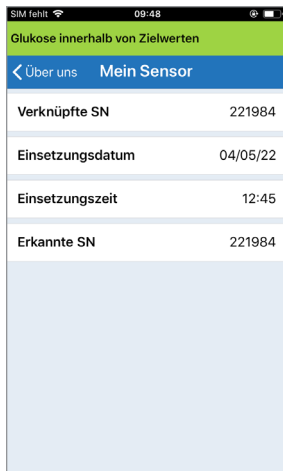 SIM fehlt 09:48
Glukose innerhalb von Zielwerten
Über uns Mein Sensor
Verknüpfte SN 221984
Einsetzungsdatum 04/05/22
Einsetzungszeit 12:45
Erkannte SN 221984